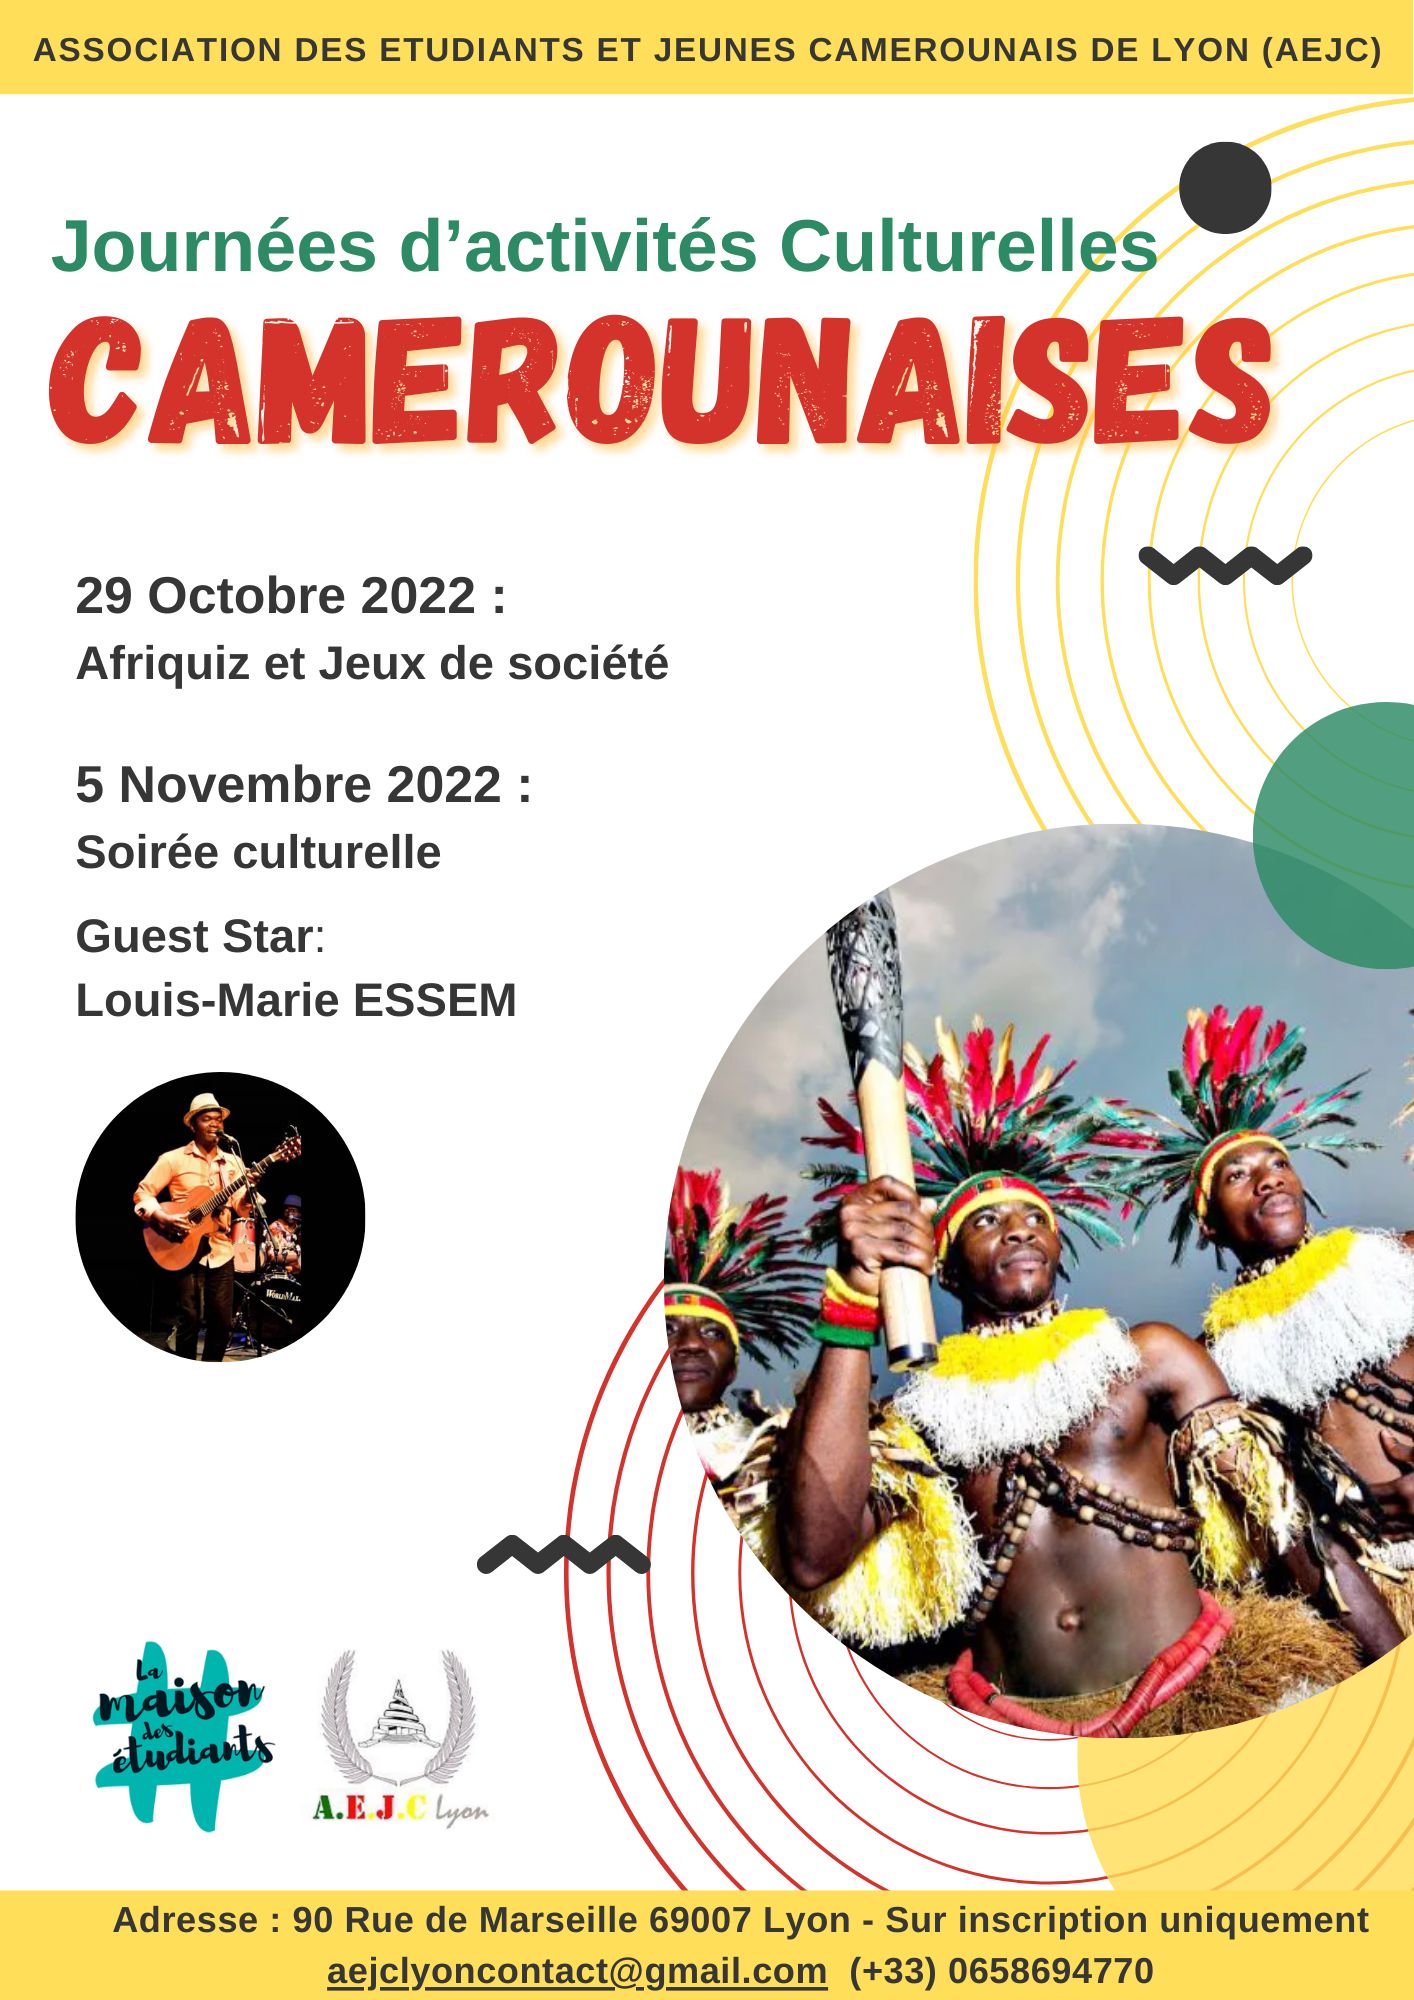 ASSOCIATION DES ETUDIANTS ET JEUNES CAMEROUNAIS DE LYON (AEJC)
Journées d’activités Culturelles
CAMEROUNAISES
29 Octobre 2022 :
Afriquiz et Jeux de société
5 Novembre 2022 :
Soirée culturelle
Guest Star:
Louis-Marie ESSEM
WORLDMAX.
La
maison
des
étudiants
A.E.J.C Lyon
Adresse : 90 Rue de Marseille 69007 Lyon - Sur inscription uniquement
aejclyoncontact@gmail.com (+33) 0658694770